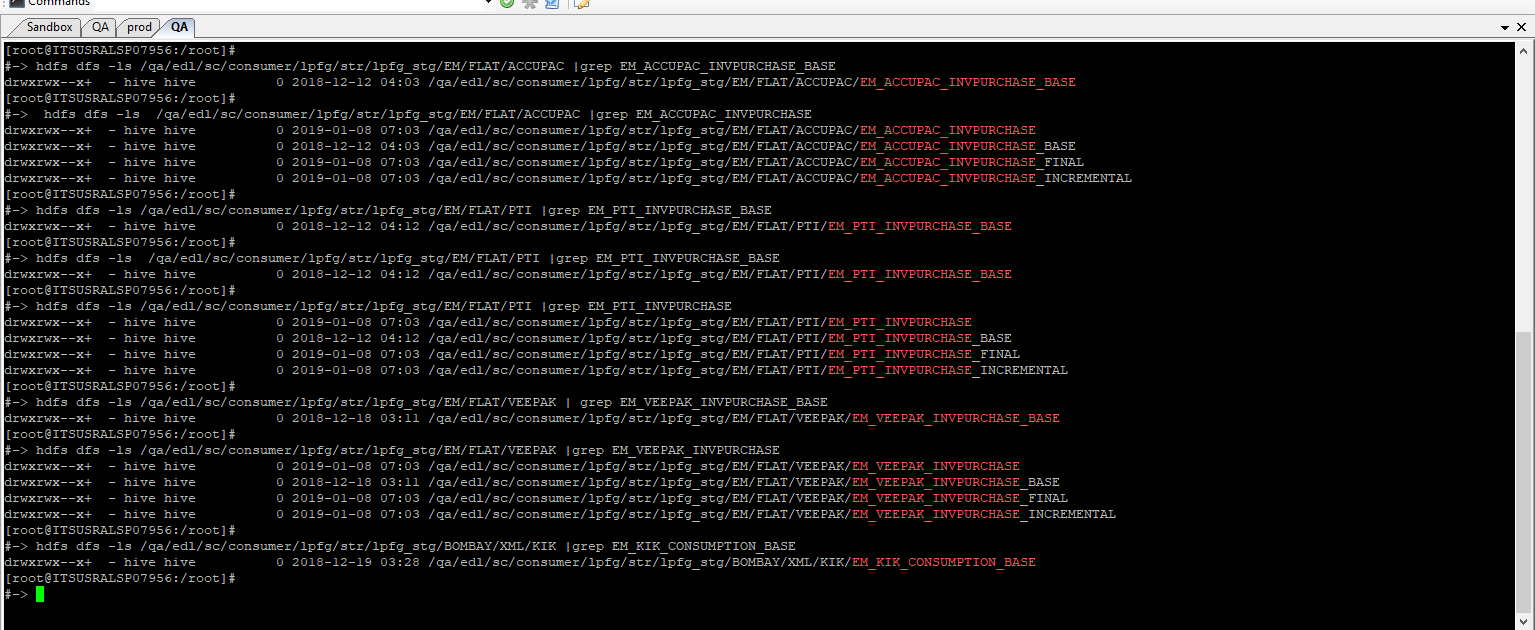 Commands
Sandbox QA prod QA
[root@ITSUSRALSP07956:/root]#
#-> hdfs dfs -ls /qa/edl/sc/consumer/lpfg/str/lpfg_stg/EM/FLAT/ACCUPAC |grep EM_ACCUPAC_INVPURCHASE_BASE
drwxrwx--x+  - hive hive          0 2018-12-12 04:03 /qa/edl/sc/consumer/lpfg/str/lpfg_stg/EM/FLAT/ACCUPAC/EM_ACCUPAC_INVPURCHASE_BASE
[root@ITSUSRALSP07956:/root]#
#->  hdfs dfs -ls  /qa/edl/sc/consumer/lpfg/str/lpfg_stg/EM/FLAT/ACCUPAC |grep EM_ACCUPAC_INVPURCHASE
drwxrwx--x+  - hive hive          0 2019-01-08 07:03 /qa/edl/sc/consumer/lpfg/str/lpfg_stg/EM/FLAT/ACCUPAC/EM_ACCUPAC_INVPURCHASE
drwxrwx--x+  - hive hive          0 2018-12-12 04:03 /qa/edl/sc/consumer/lpfg/str/lpfg_stg/EM/FLAT/ACCUPAC/EM_ACCUPAC_INVPURCHASE_BASE
drwxrwx--x+  - hive hive          0 2019-01-08 07:03 /qa/edl/sc/consumer/lpfg/str/lpfg_stg/EM/FLAT/ACCUPAC/EM_ACCUPAC_INVPURCHASE_FINAL
drwxrwx--x+  - hive hive          0 2019-01-08 07:03 /qa/edl/sc/consumer/lpfg/str/lpfg_stg/EM/FLAT/ACCUPAC/EM_ACCUPAC_INVPURCHASE_INCREMENTAL
[root@ITSUSRALSP07956:/root]#
#-> hdfs dfs -ls /qa/edl/sc/consumer/lpfg/str/lpfg_stg/EM/FLAT/PTI |grep EM_PTI_INVPURCHASE_BASE
drwxrwx--x+  - hive hive          0 2018-12-12 04:12 /qa/edl/sc/consumer/lpfg/str/lpfg_stg/EM/FLAT/PTI/EM_PTI_INVPURCHASE_BASE
[root@ITSUSRALSP07956:/root]#
#-> hdfs dfs -ls  /qa/edl/sc/consumer/lpfg/str/lpfg_stg/EM/FLAT/PTI |grep EM_PTI_INVPURCHASE_BASE
drwxrwx--x+  - hive hive          0 2018-12-12 04:12 /qa/edl/sc/consumer/lpfg/str/lpfg_stg/EM/FLAT/PTI/EM_PTI_INVPURCHASE_BASE
[root@ITSUSRALSP07956:/root]#
#-> hdfs dfs -ls /qa/edl/sc/consumer/lpfg/str/lpfg_stg/EM/FLAT/PTI |grep EM_PTI_INVPURCHASE
drwxrwx--x+  - hive hive          0 2019-01-08 07:03 /qa/edl/sc/consumer/lpfg/str/lpfg_stg/EM/FLAT/PTI/EM_PTI_INVPURCHASE
drwxrwx--x+  - hive hive          0 2018-12-12 04:12 /qa/edl/sc/consumer/lpfg/str/lpfg_stg/EM/FLAT/PTI/EM_PTI_INVPURCHASE_BASE
drwxrwx--x+  - hive hive          0 2019-01-08 07:03 /qa/edl/sc/consumer/lpfg/str/lpfg_stg/EM/FLAT/PTI/EM_PTI_INVPURCHASE_FINAL
drwxrwx--x+  - hive hive          0 2019-01-08 07:03 /qa/edl/sc/consumer/lpfg/str/lpfg_stg/EM/FLAT/PTI/EM_PTI_INVPURCHASE_INCREMENTAL
[root@ITSUSRALSP07956:/root]#
#-> hdfs dfs -ls /qa/edl/sc/consumer/lpfg/str/lpfg_stg/EM/FLAT/VEEPAK | grep EM_VEEPAK_INVPURCHASE_BASE
drwxrwx--x+  - hive hive          0 2018-12-18 03:11 /qa/edl/sc/consumer/lpfg/str/lpfg_stg/EM/FLAT/VEEPAK/EM_VEEPAK_INVPURCHASE_BASE
[root@ITSUSRALSP07956:/root]#
#-> hdfs dfs -ls /qa/edl/sc/consumer/lpfg/str/lpfg_stg/EM/FLAT/VEEPAK |grep EM_VEEPAK_INVPURCHASE
drwxrwx--x+  - hive hive          0 2019-01-08 07:03 /qa/edl/sc/consumer/lpfg/str/lpfg_stg/EM/FLAT/VEEPAK/EM_VEEPAK_INVPURCHASE
drwxrwx--x+  - hive hive          0 2018-12-18 03:11 /qa/edl/sc/consumer/lpfg/str/lpfg_stg/EM/FLAT/VEEPAK/EM_VEEPAK_INVPURCHASE_BASE
drwxrwx--x+  - hive hive          0 2019-01-08 07:03 /qa/edl/sc/consumer/lpfg/str/lpfg_stg/EM/FLAT/VEEPAK/EM_VEEPAK_INVPURCHASE_FINAL
drwxrwx--x+  - hive hive          0 2019-01-08 07:03 /qa/edl/sc/consumer/lpfg/str/lpfg_stg/EM/FLAT/VEEPAK/EM_VEEPAK_INVPURCHASE_INCREMENTAL
[root@ITSUSRALSP07956:/root]#
#-> hdfs dfs -ls /qa/edl/sc/consumer/lpfg/str/lpfg_stg/BOMBAY/XML/KIK |grep EM_KIK_CONSUMPTION_BASE
drwxrwx--x+  - hive hive          0 2018-12-19 03:28 /qa/edl/sc/consumer/lpfg/str/lpfg_stg/BOMBAY/XML/KIK/EM_KIK_CONSUMPTION_BASE
[root@ITSUSRALSP07956:/root]#
#->